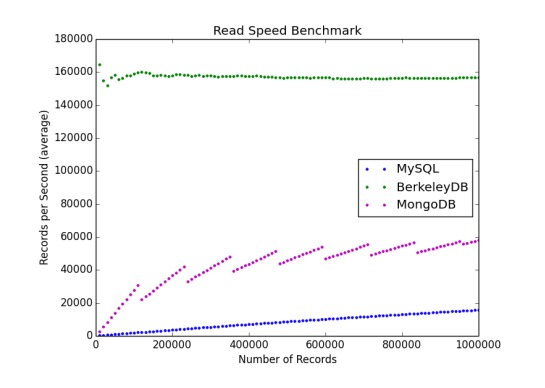 Read Speed Benchmark
180000
160000
140000
120000
100000
80000
60000
40000
20000
0
Records per Second (average)
MySQL
BerkeleyDB
MongoDB
0 200000 400000 600000 800000 1000000
Number of Records